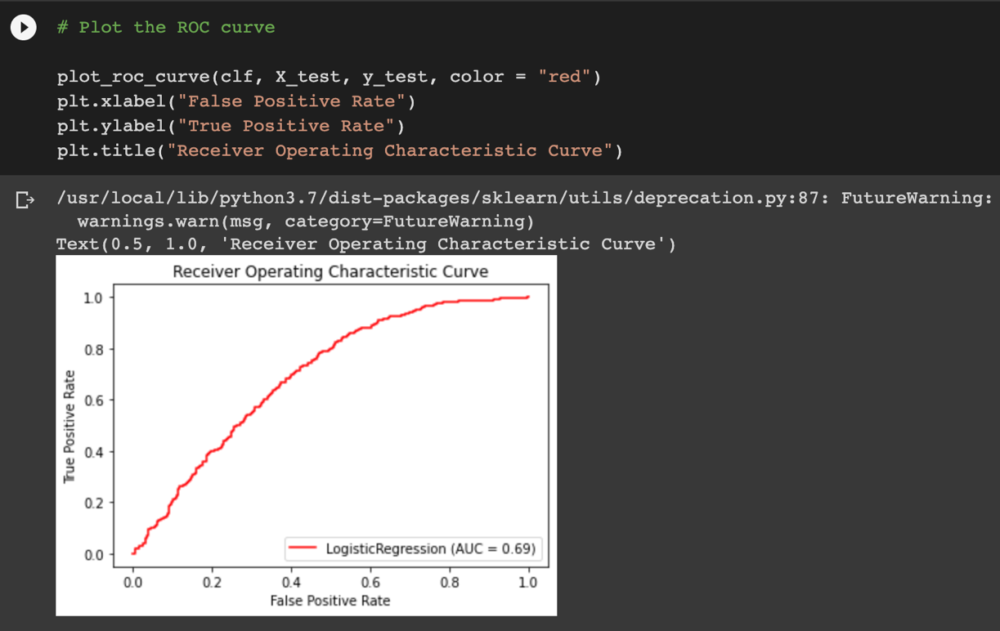 # Plot the ROC curve
plot_roc_curve(clf, X_test, y_test, color = "red")
plt.xlabel("False Positive Rate")
plt.ylabel("True Positive Rate")
plt.title("Receiver Operating Characteristic Curve")
/usr/local/lib/python3.7/dist-packages/sklearn/utils/deprecation.py:87: FutureWarning:
warnings.warn(msg, category=FutureWarning)
Text(0.5, 1.0, 'Receiver Operating Characteristic Curve')
Receiver Operating Characteristic Curve
True Positive Rate
1.0
0.8
0.6
0.4
0.2
0.0
LogisticRegression (AUC = 0.69)
0.0 0.2 0.4 0.6 0.8 1.0
False Positive Rate